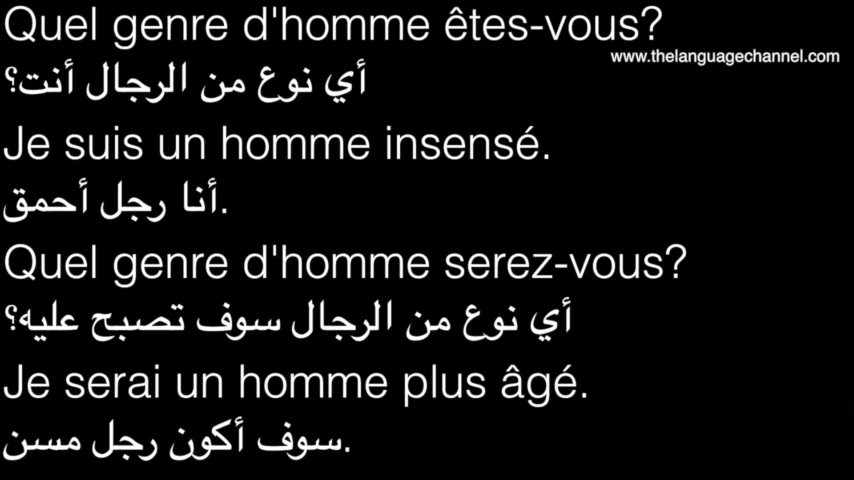 Quel genre d'homme êtes-vous?
www.thelanguagechannel.com
أي نوع من الرجال أنت؟
Je suis un homme insensé.
أنا رجل أحمق.
Quel genre d'homme serez-vous?
أي نوع من الرجال سوف تصبح عليه؟
Je serai un homme plus âgé.
سوف أكون رجل مسن.